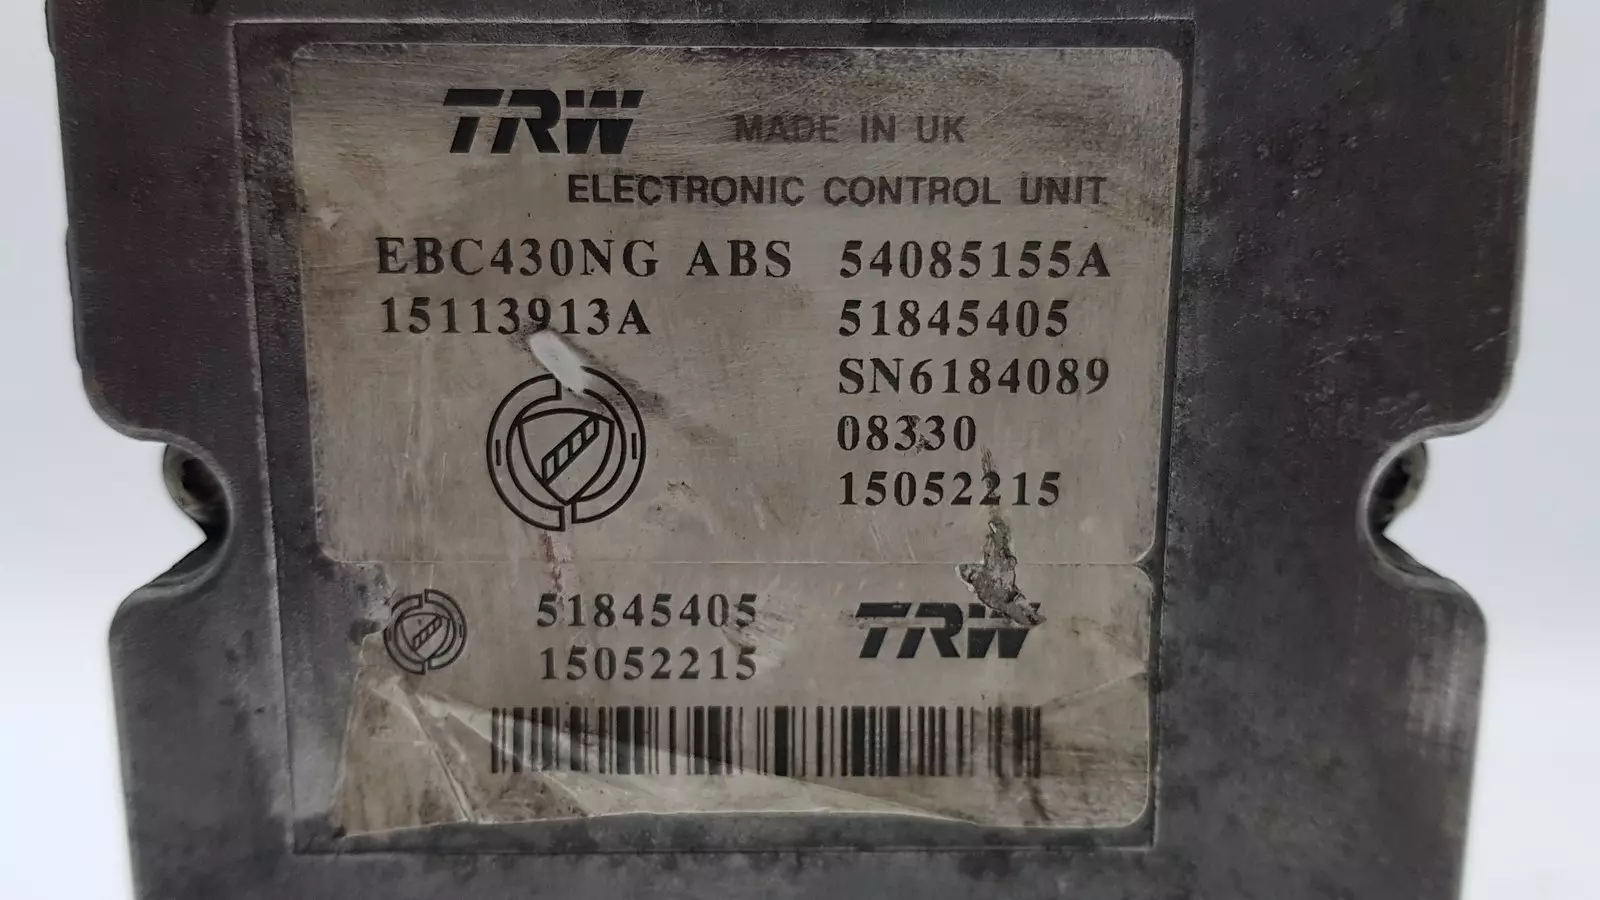 TRW MADE IN UK
ELECTRONIC CONTROL UNIT
EBC430NG ABS 54085155A
15113913A 51845405
SN6184089
08330
15052215
51845405 TRW
15052215